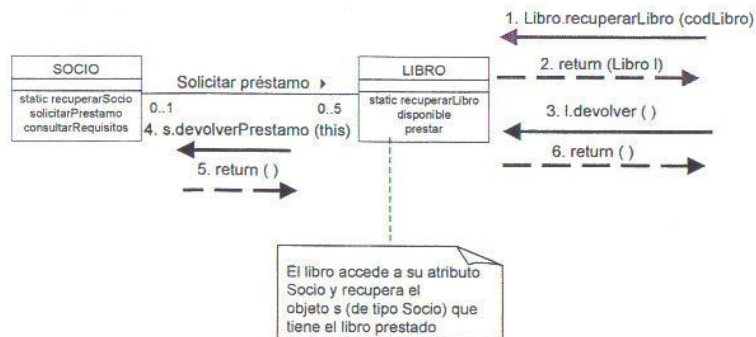 1. Libro.recuperarLibro (codLibro)
2. return (Libro l)
SOCIO
static recuperarSocio
solicitarPrestamo
consultarRequisitos
Solicitar préstamo
0..1
0..5
LIBRO
static recuperarLibro
disponible
prestar
3. l.devolver ( )
4. s.devolverPrestamo (this)
5. return ( )
6. return ( )
El libro accede a su atributo
Socio y recupera el
objeto s (de tipo Socio) que
tiene el libro prestado